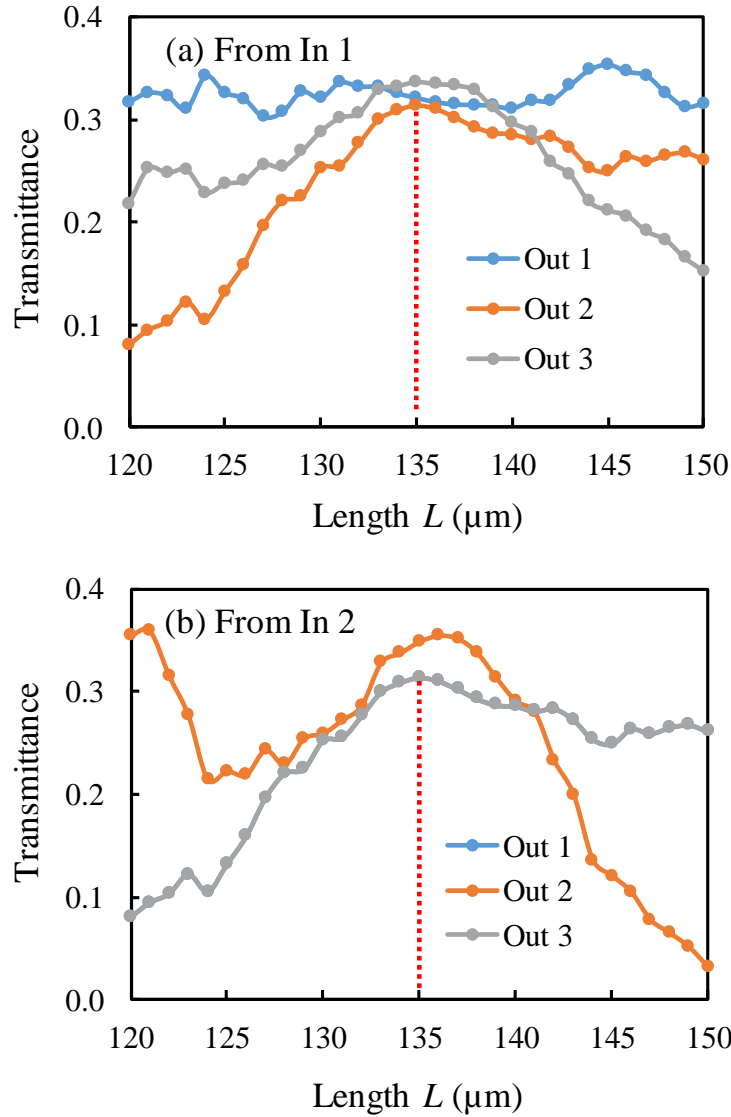 (a) From In 1
Transmittance
0.4
0.3
0.2
0.1
0.0
Out 1
Out 2
Out 3
120 125 130 135 140 145 150
Length L (µm)
(b) From In 2
Transmittance
0.4
0.3
0.2
0.1
0.0
Out 1
Out 2
Out 3
120 125 130 135 140 145 150
Length L (µm)